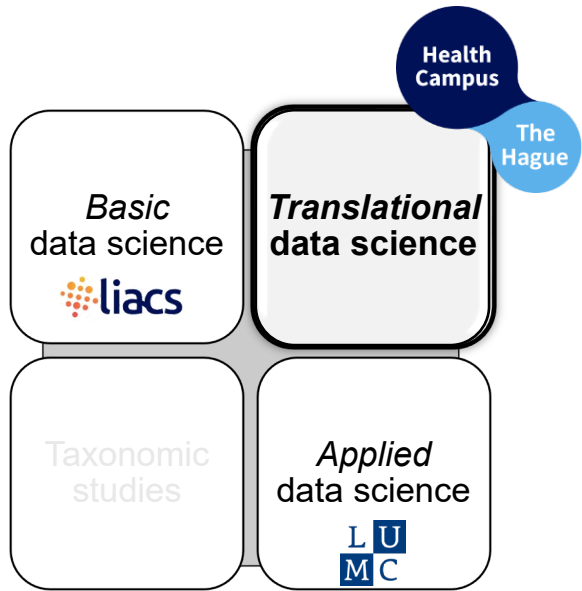 Health
Campus
The
Hague
Basic
data science
liacs
Translational
data science
Taxonomic
studies
Applied
data science
L U
M C